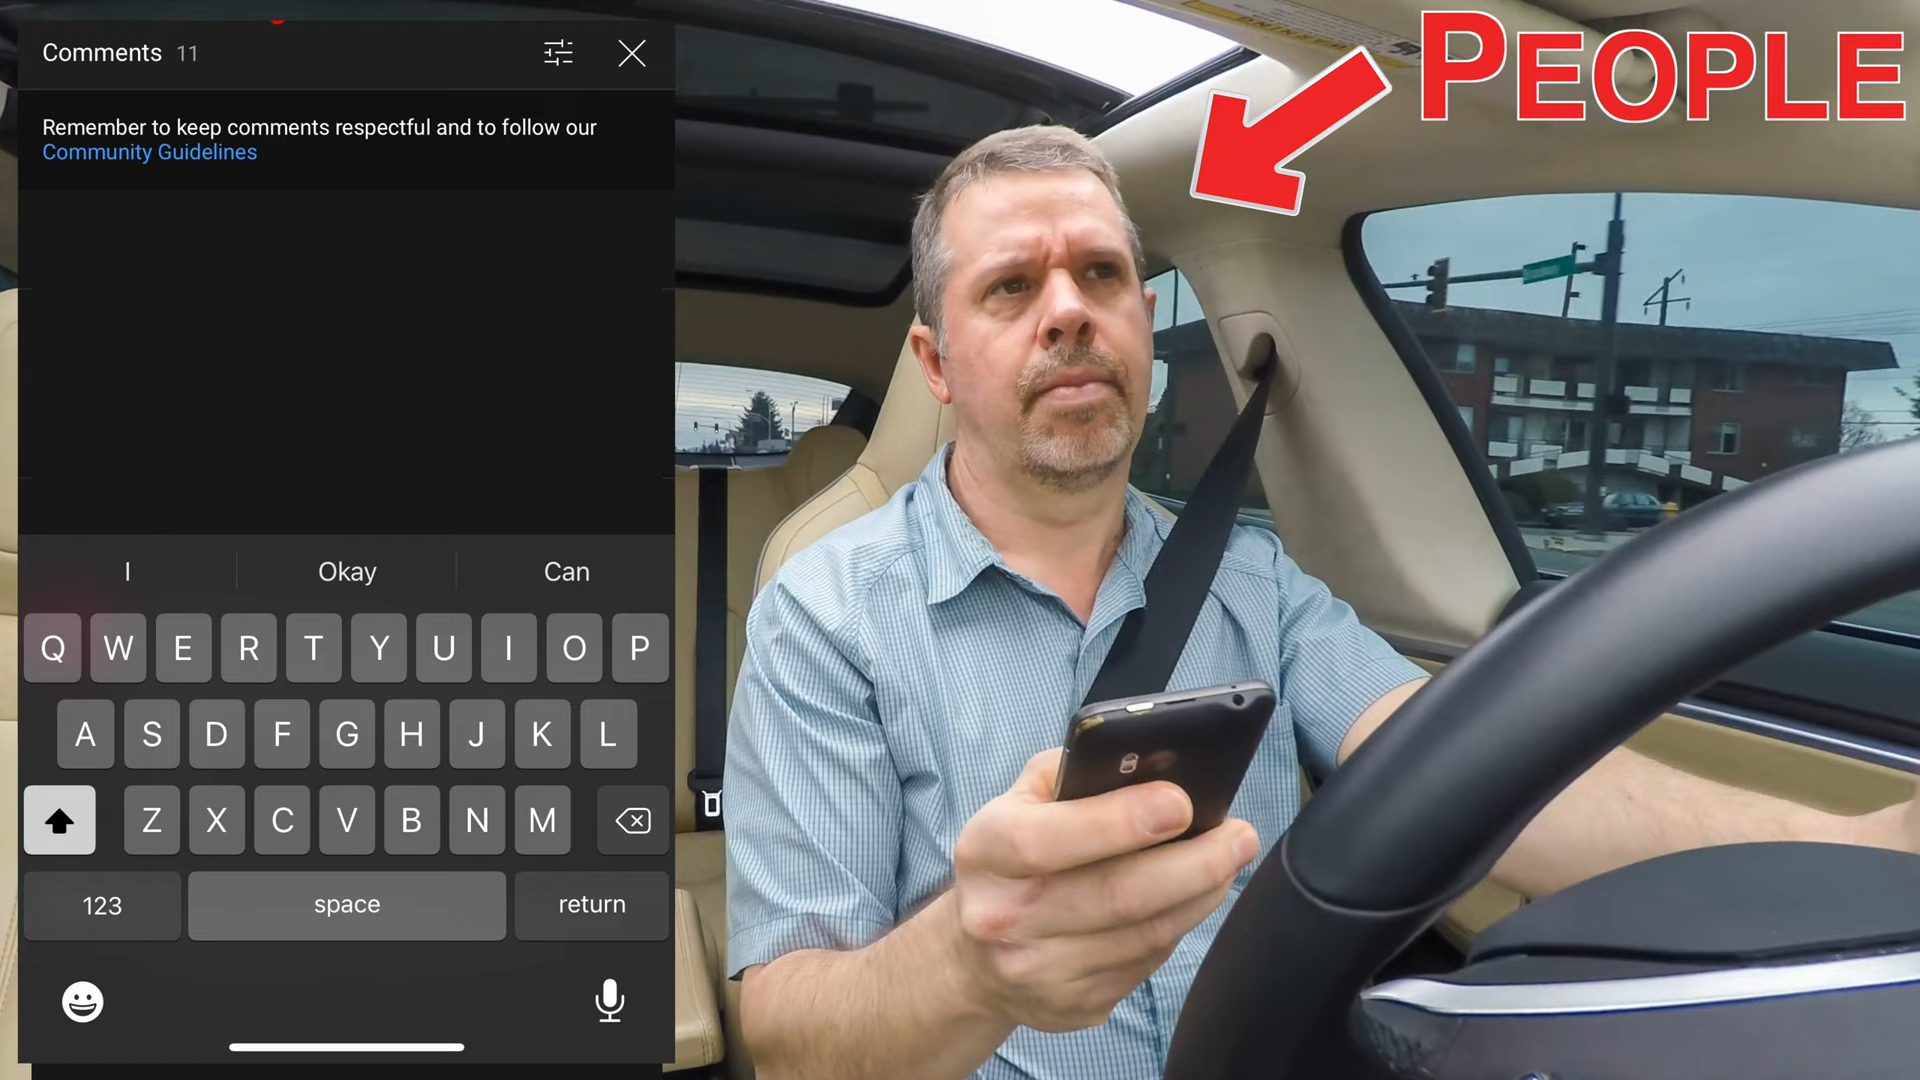 Comments 11
Remember to keep comments respectful and to follow our
Community Guidelines
I Okay Can
Q W E R T Y U I O P
A S D F G H J K L
Z X C V B N M
123 space return
PEOPLE
WARNING